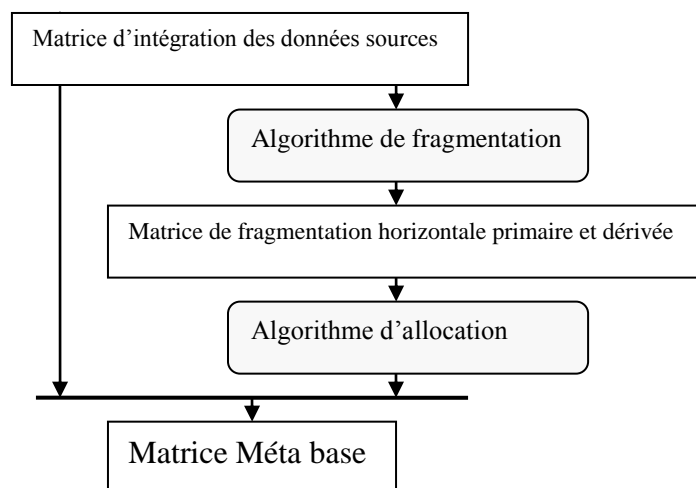 Matrice d’intégration des données sources
Algorithme de fragmentation
Matrice de fragmentation horizontale primaire et dérivée
Algorithme d’allocation
Matrice Méta base